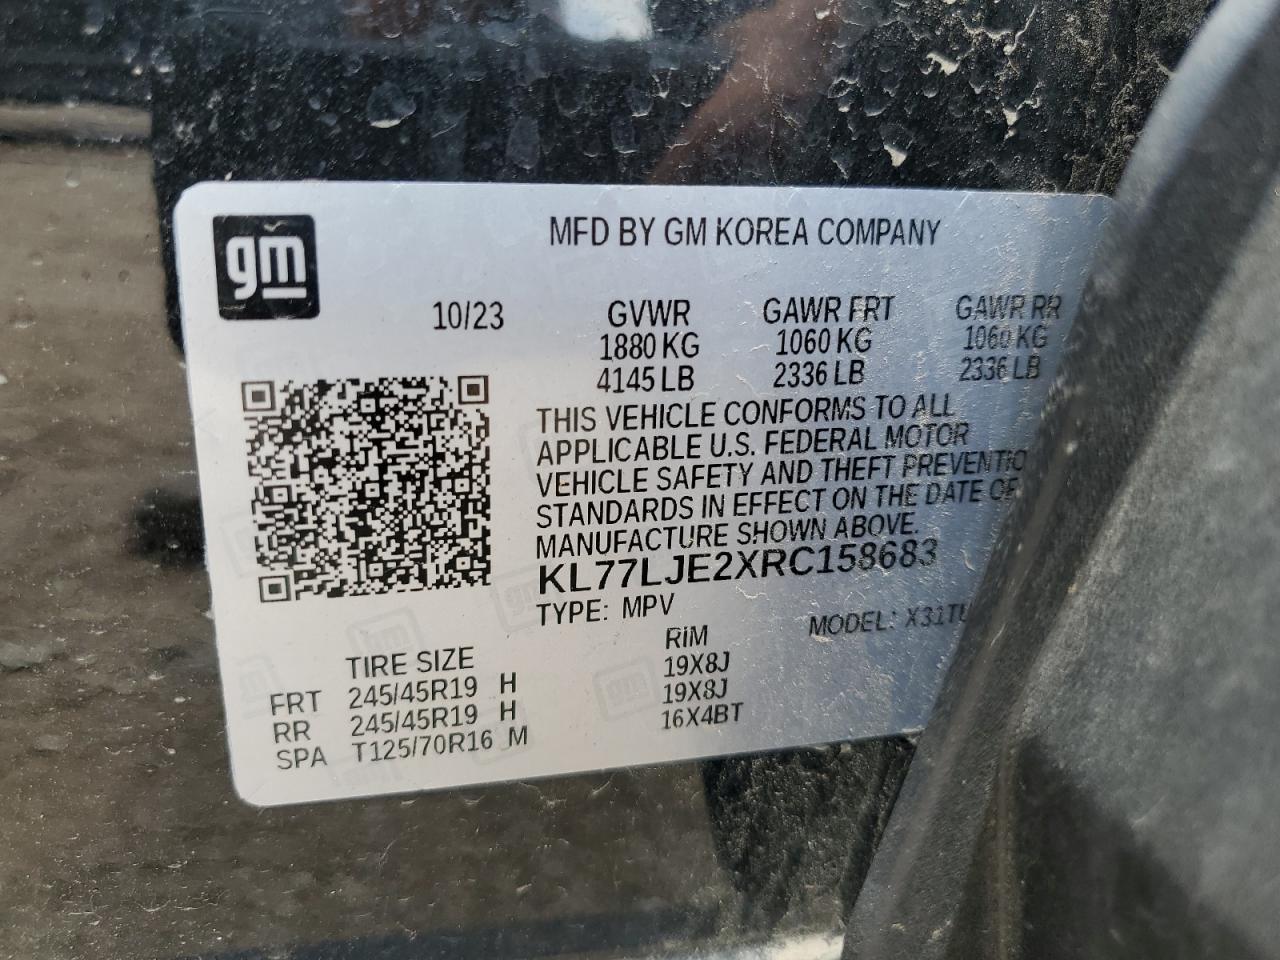 gm
MFD BY GM KOREA COMPANY
10/23 GVWR GAWR FRT GAWR RR
1880 KG 1060 KG 1060 KG
4145 LB 2336 LB 2336 LB
THIS VEHICLE CONFORMS TO ALL
APPLICABLE U.S. FEDERAL MOTOR
VEHICLE SAFETY AND THEFT PREVENTIO
STANDARDS IN EFFECT ON THE DATE OF
MANUFACTURE SHOWN ABOVE.
KL77LJE2XRC158683
TYPE: MPV MODEL: X31TU
TIRE SIZE RiM
FRT 245/45R19 H 19X8J
RR 245/45R19 H 19X8J
SPA T125/70R16 M 16X4BT